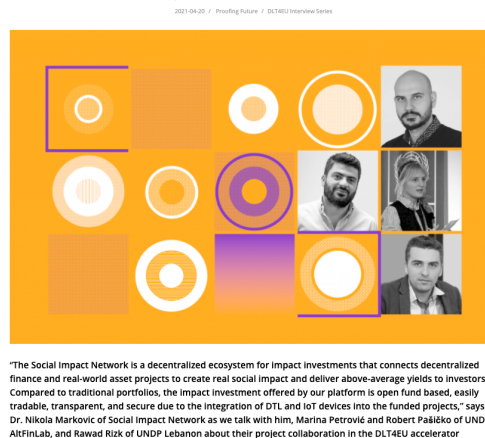 2021-04-20 / Proofing Future / DLT4EU Interview Series
"The Social Impact Network is a decentralized ecosystem for impact investments that connects decentralized
finance and real-world asset projects to create real social impact and deliver above-average yields to investors
Compared to traditional portfolios, the impact investment offered by our platform is open fund based, easily
tradable, transparent, and secure due to the integration of DTL and IoT devices into the funded projects," says
Dr. Nikola Markovic of Social Impact Network as we talk with him, Marina Petrović and Robert Pašičko of UNDP
AltFinLab, and Rawad Rizk of UNDP Lebanon about their project collaboration in the DLT4EU accelerator